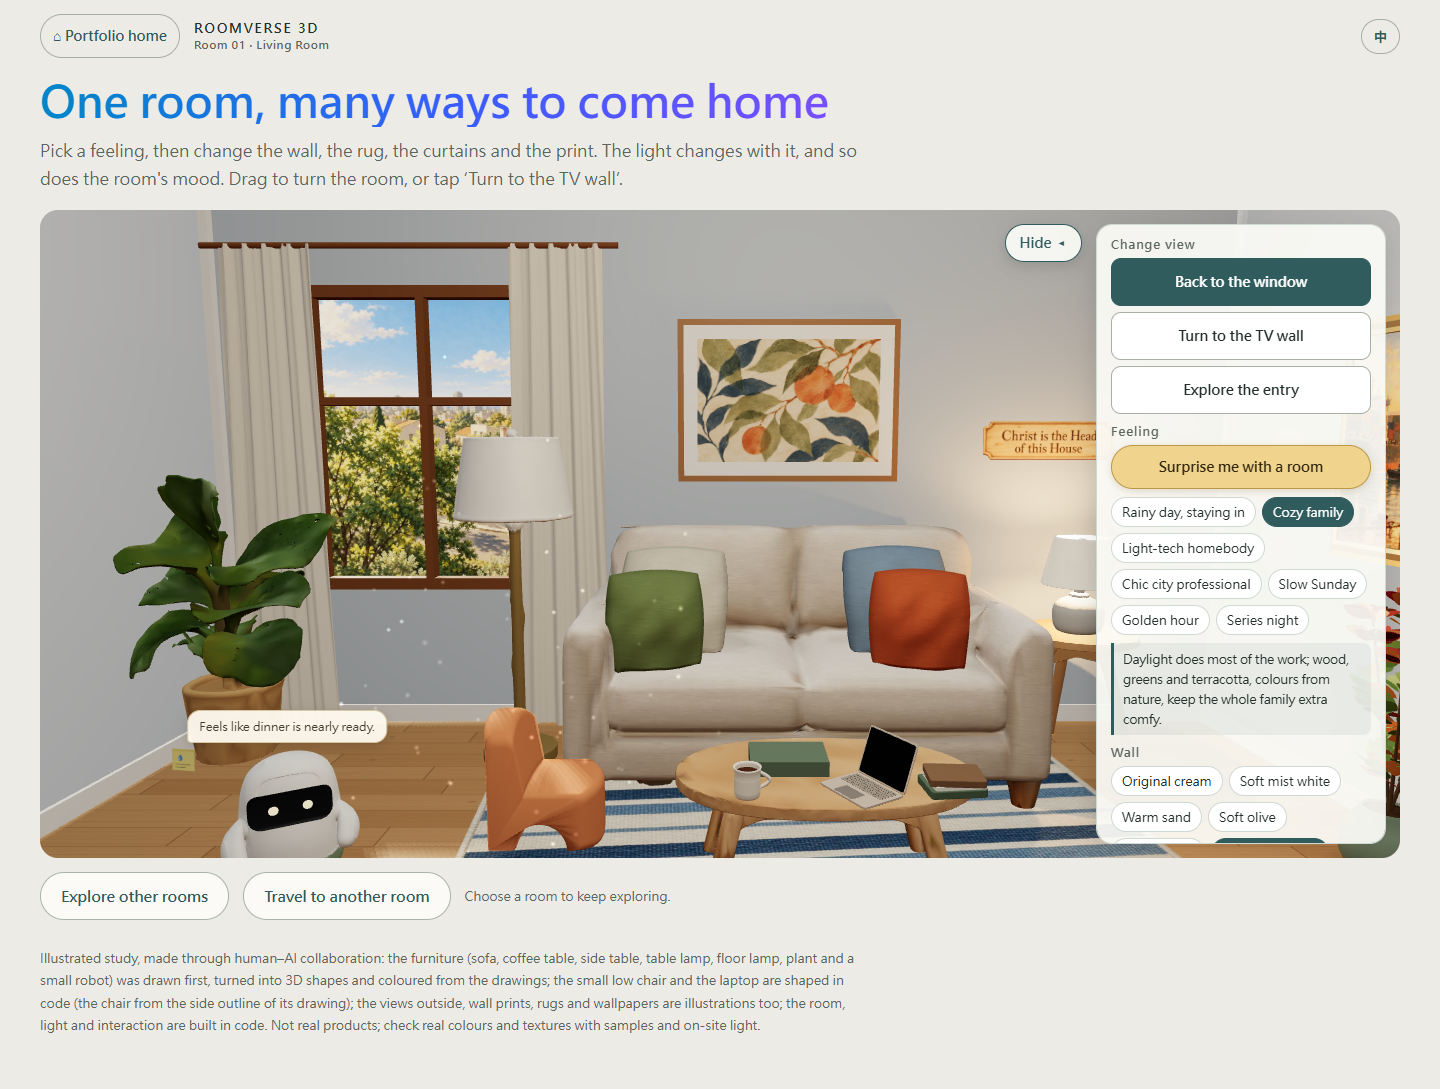 ⌂ Portfolio home
ROOMVERSE 3D
Room 01 · Living Room
中
One room, many ways to come home
Pick a feeling, then change the wall, the rug, the curtains and the print. The light changes with it, and so
does the room's mood. Drag to turn the room, or tap ‘Turn to the TV wall’.
Hide ◂
Change view
Back to the window
Turn to the TV wall
Explore the entry
Christ is the Head
of this House
Feeling
Surprise me with a room
Rainy day, staying in
Cozy family
Light-tech homebody
Chic city professional
Slow Sunday
Golden hour
Series night
Daylight does most of the work; wood,
greens and terracotta, colours from
nature, keep the whole family extra
comfy.
Feels like dinner is nearly ready.
Wall
Original cream
Soft mist white
Warm sand
Soft olive
Explore other rooms
Travel to another room
Choose a room to keep exploring.
Illustrated study, made through human–AI collaboration: the furniture (sofa, coffee table, side table, table lamp, floor lamp, plant and a
small robot) was drawn first, turned into 3D shapes and coloured from the drawings; the small low chair and the laptop are shaped in
code (the chair from the side outline of its drawing); the views outside, wall prints, rugs and wallpapers are illustrations too; the room,
light and interaction are built in code. Not real products; check real colours and textures with samples and on-site light.